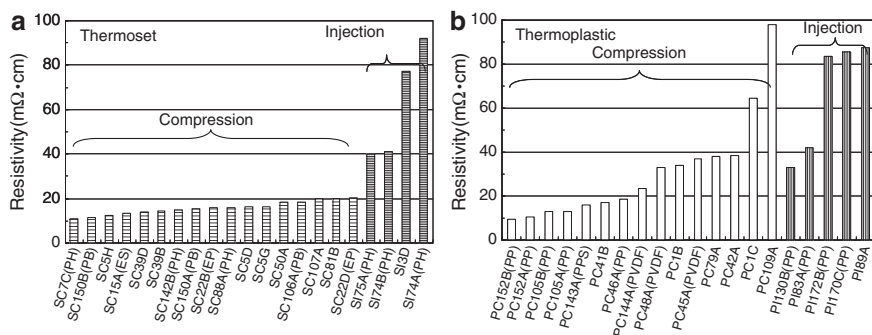 a
Thermoset
Injection
Compression
Resistivity(mΩ•cm)
100
80
60
40
20
0
SC7C(PH)
SC150B(PB)
SC5H
SC15A(ES)
SC39D
SC39B
SC142B(PH)
SC150A(PB)
SC22B(EP)
SC88A(PH)
SC5D
SC5G
SC50A
SC106A(PB)
SC107A
SC81B
SC22D(EP)
SI75A(PH)
SI74B(PH)
SI3D
SI74A(PH)
b
Thermoplastic
Injection
Compression
Resistivity(mΩ•cm)
100
80
60
40
20
0
PC152B(PP)
PC152A(PP)
PC105B(PP)
PC105A(PP)
PC143A(PPS)
PC41B
PC46A(PP)
PC144A(PVDF)
PC48A(PVDF)
PC1B
PC45A(PVDF)
PC79A
PC42A
PC1C
PC109A
PI130B(PP)
PI83A(PP)
PI172B(PP)
PI170C(PP)
PI89A